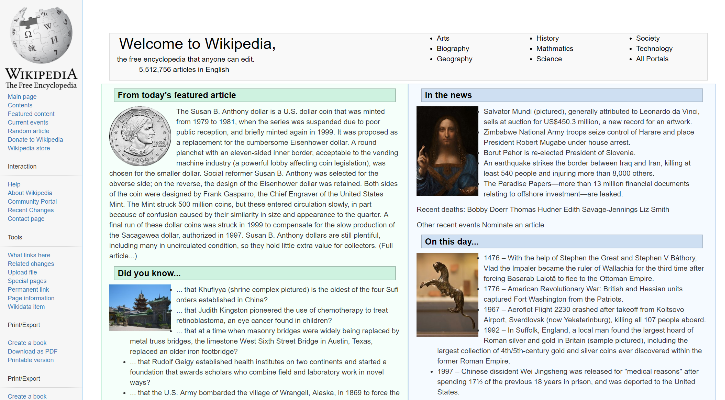 WIKIPEDIA
The Free Encyclopedia
Main page
Contents
Featured content
Current events
Random article
Donate to Wikipedia
Wikipedia store
Interaction
Help
About Wikipedia
Community Portal
Recent Changes
Contact page
Tools
What links here
Related changes
Upload file
Special pages
Permanent link
Page information
Wikidata item
Print/Export
Create a book
Download as PDF
Printable version
Print/Export
Create a book
Welcome to Wikipedia,
the free encyclopedia that anyone can edit.
5,512,756 articles in English
Arts
Biography
Geography
History
Mathmatics
Science
Society
Technology
All Portals
From today's featured article
The Susan B. Anthony dollar is a U.S. dollar coin that was minted
from 1979 to 1981, when the series was suspended due to poor
public reception, and briefly minted again in 1999. It was proposed as
a replacement for the cumbersome Eisenhower dollar. A round
planchet with an eleven-sided inner border, acceptable to the vending
machine industry (a powerful lobby affecting coin legislation), was
chosen for the smaller dollar. Social reformer Susan B. Anthony was selected for the
obverse side; on the reverse, the design of the Eisenhower dollar was retained. Both sides
of the coin were designed by Frank Gasparro, the Chief Engraver of the United States
Mint. The Mint struck 500 million coins, but these entered circulation slowly, in part
because of confusion caused by their similarity in size and appearance to the quarter. A
final run of these dollar coins was struck in 1999 to compensate for the slow production of
the Sacagawea dollar, authorized in 1997. Susan B. Anthony dollars are still plentiful,
including many in uncirculated condition, so they hold little extra value for collectors. (Full
article...)
Did you know...
... that Khufiyya (shrine complex pictured) is the oldest of the four Sufi
orders established in China?
... that Judith Kingston pioneered the use of chemotherapy to treat
retinoblastoma, an eye cancer found in children?
... that at a time when masonry bridges were widely being replaced by
metal truss bridges, the limestone West Sixth Street Bridge in Austin, Texas,
replaced an older iron footbridge?
... that Rudolf Geigy established health institutes on two continents and started a
foundation that awards scholars who combine field and laboratory work in novel
ways?
... that the U.S. Army bombarded the village of Wrangell, Alaska, in 1869 to force the
In the news
Salvator Mundi (pictured), generally attributed to Leonardo da Vinci,
sells at auction for US$450.3 million, a new record for an artwork.
Zimbabwe National Army troops seize control of Harare and place
President Robert Mugabe under house arrest.
Borut Pahor is re-elected President of Slovenia.
An earthquake strikes the border between Iraq and Iran, killing at
least 540 people and injuring more than 8,000 others.
The Paradise Papers—more than 13 million financial documents
relating to offshore investment—are leaked.
Recent deaths: Bobby Doerr Thomas Hudner Edith Savage-Jennings Liz Smith
Other recent events Nominate an article
On this day...
1476 – With the help of Stephen the Great and Stephen V Báthory,
Vlad the Impaler became the ruler of Wallachia for the third time after
forcing Basarab Laiotă to flee to the Ottoman Empire.
1776 – American Revolutionary War: British and Hessian units
captured Fort Washington from the Patriots.
1967 – Aeroflot Flight 2230 crashed after takeoff from Koltsovo
Airport, Sverdlovsk (now Yekaterinburg), killing all 107 people aboard.
1992 – In Suffolk, England, a local man found the largest hoard of
Roman silver and gold in Britain (sample pictured), including the
largest collection of 4th/5th-century gold and silver coins ever discovered within the
former Roman Empire.
1997 – Chinese dissident Wei Jingsheng was released for "medical reasons" after
spending 17½ of the previous 18 years in prison, and was deported to the United
States.